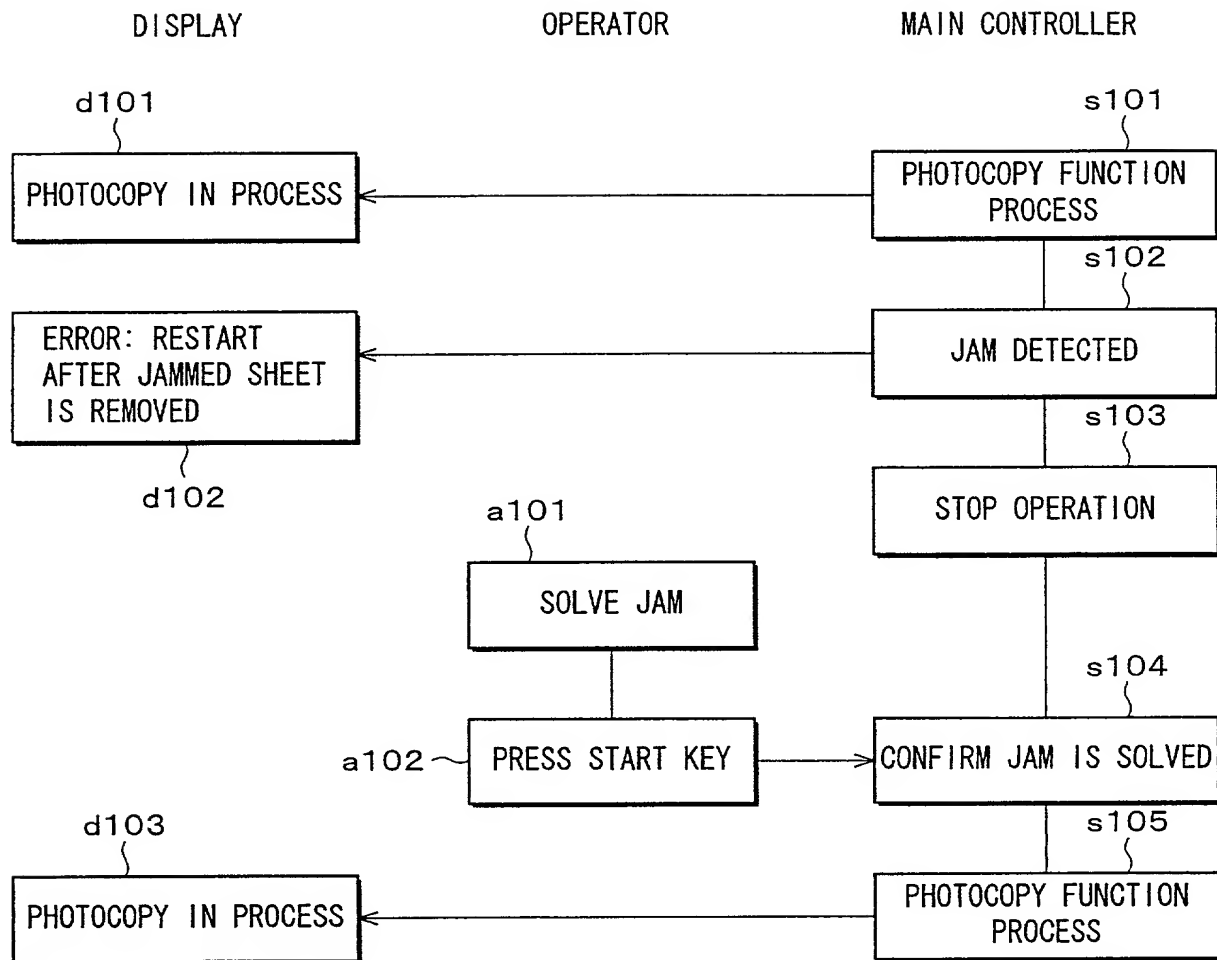 DISPLAY
OPERATOR
MAIN CONTROLLER
d101
s101
PHOTOCOPY IN PROCESS
PHOTOCOPY FUNCTION
PROCESS
s102
ERROR: RESTART
AFTER JAMMED SHEET
IS REMOVED
JAM DETECTED
d102
s103
STOP OPERATION
a101
SOLVE JAM
s104
a102
PRESS START KEY
CONFIRM JAM IS SOLVED
d103
s105
PHOTOCOPY IN PROCESS
PHOTOCOPY FUNCTION
PROCESS